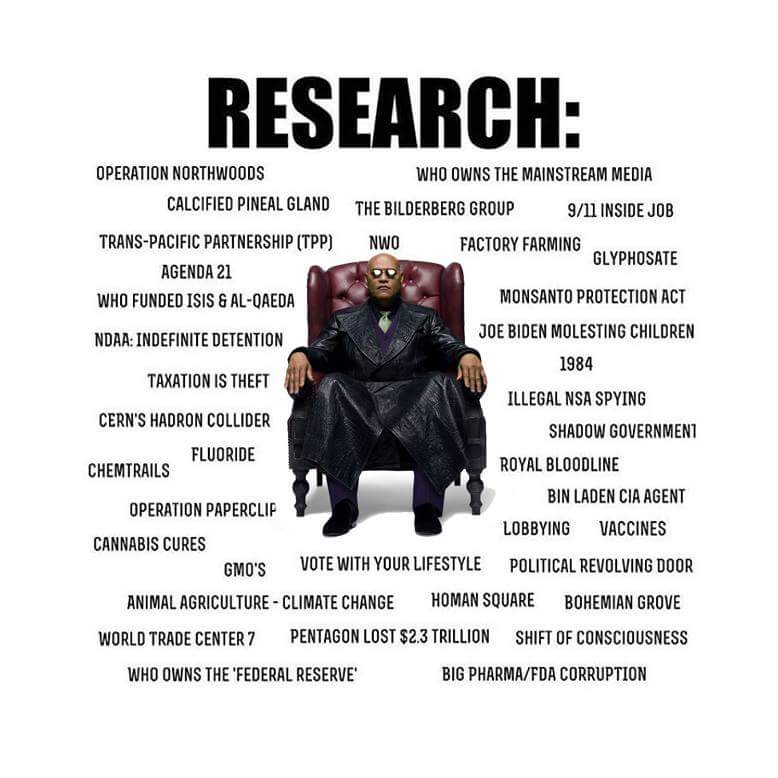 RESEARCH:
OPERATION NORTHWOODS
WHO OWNS THE MAINSTREAM MEDIA
CALCIFIED PINEAL GLAND
THE BILDERBERG GROUP
9/11 INSIDE JOB
TRANS-PACIFIC PARTNERSHIP (TPP)
NWO
FACTORY FARMING
GLYPHOSATE
AGENDA 21
WHO FUNDED ISIS & AL-QAEDA
MONSANTO PROTECTION ACT
NDAA: INDEFINITE DETENTION
JOE BIDEN MOLESTING CHILDREN
1984
TAXATION IS THEFT
ILLEGAL NSA SPYING
CERN'S HADRON COLLIDER
SHADOW GOVERNMENT
FLUORIDE
CHEMTRAILS
ROYAL BLOODLINE
BIN LADEN CIA AGENT
OPERATION PAPERCLIP
LOBBYING
VACCINES
CANNABIS CURES
GMO'S
VOTE WITH YOUR LIFESTYLE
POLITICAL REVOLVING DOOR
ANIMAL AGRICULTURE - CLIMATE CHANGE
HOMAN SQUARE
BOHEMIAN GROVE
WORLD TRADE CENTER 7
PENTAGON LOST $2.3 TRILLION
SHIFT OF CONSCIOUSNESS
WHO OWNS THE 'FEDERAL RESERVE'
BIG PHARMA/FDA CORRUPTION